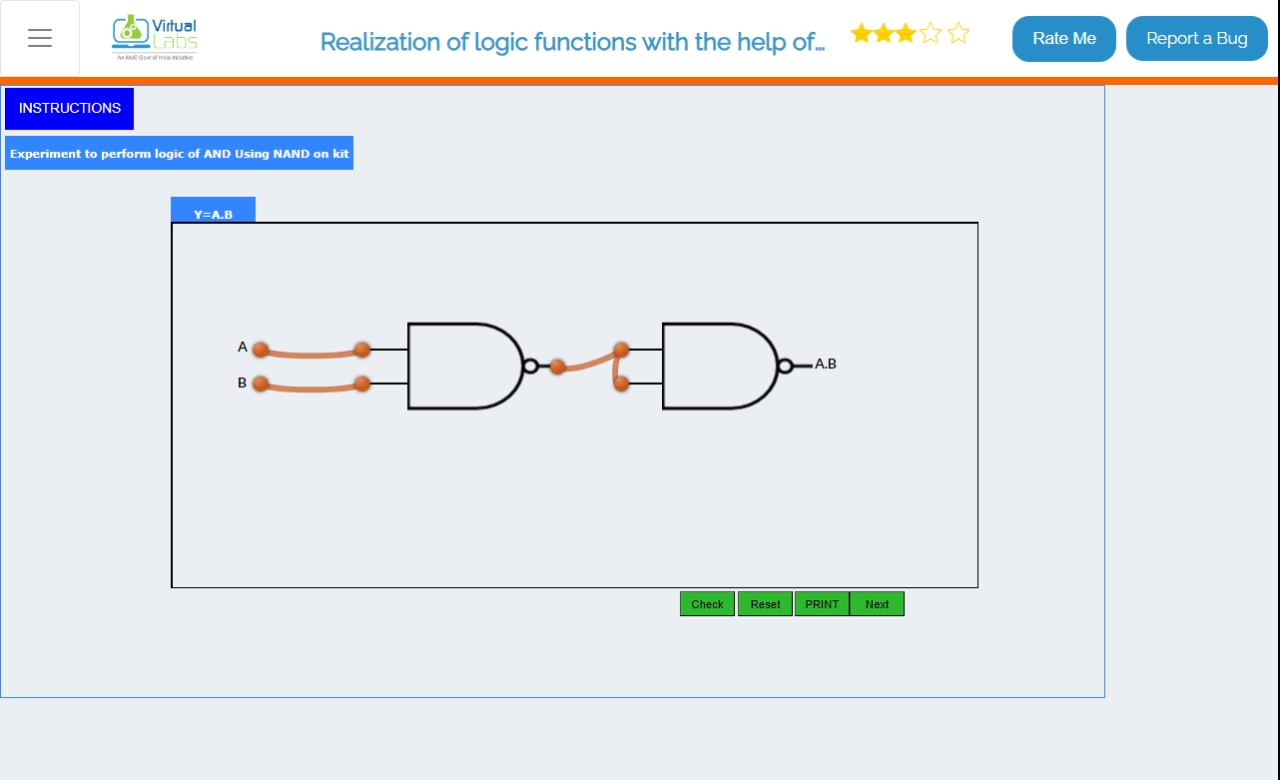 Virtual
Labs
An MoE Govt of India Initiative
Realization of logic functions with the help of...
Rate Me
Report a Bug
INSTRUCTIONS
Experiment to perform logic of AND Using NAND on kit
Y=A.B
A
B
A.B
Check
Reset
PRINT
Next